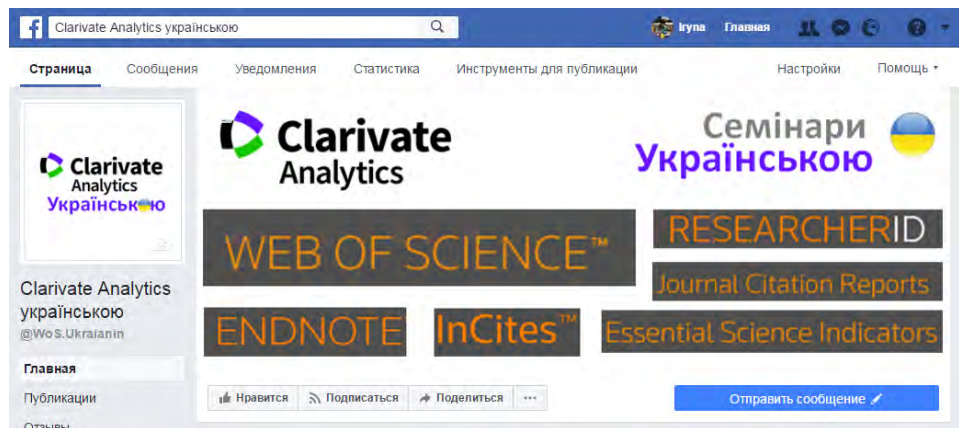 Clarivate Analytics українською
Iryna Главная
Страница Сообщения Уведомления Статистика Инструменты для публикации Настройки Помощь
Clarivate
Analytics
Українською
Clarivate Analytics
українською
@WoS.Ukraianin
Главная
Публикации
Отзывы
Clarivate
Analytics
Семінари
Українською
WEB OF SCIENCE™
RESEARCHERID
Journal Citation Reports
ENDNOTE
InCites™
Essential Science Indicators
Нравится Подписаться Поделиться ...
Отправить сообщение